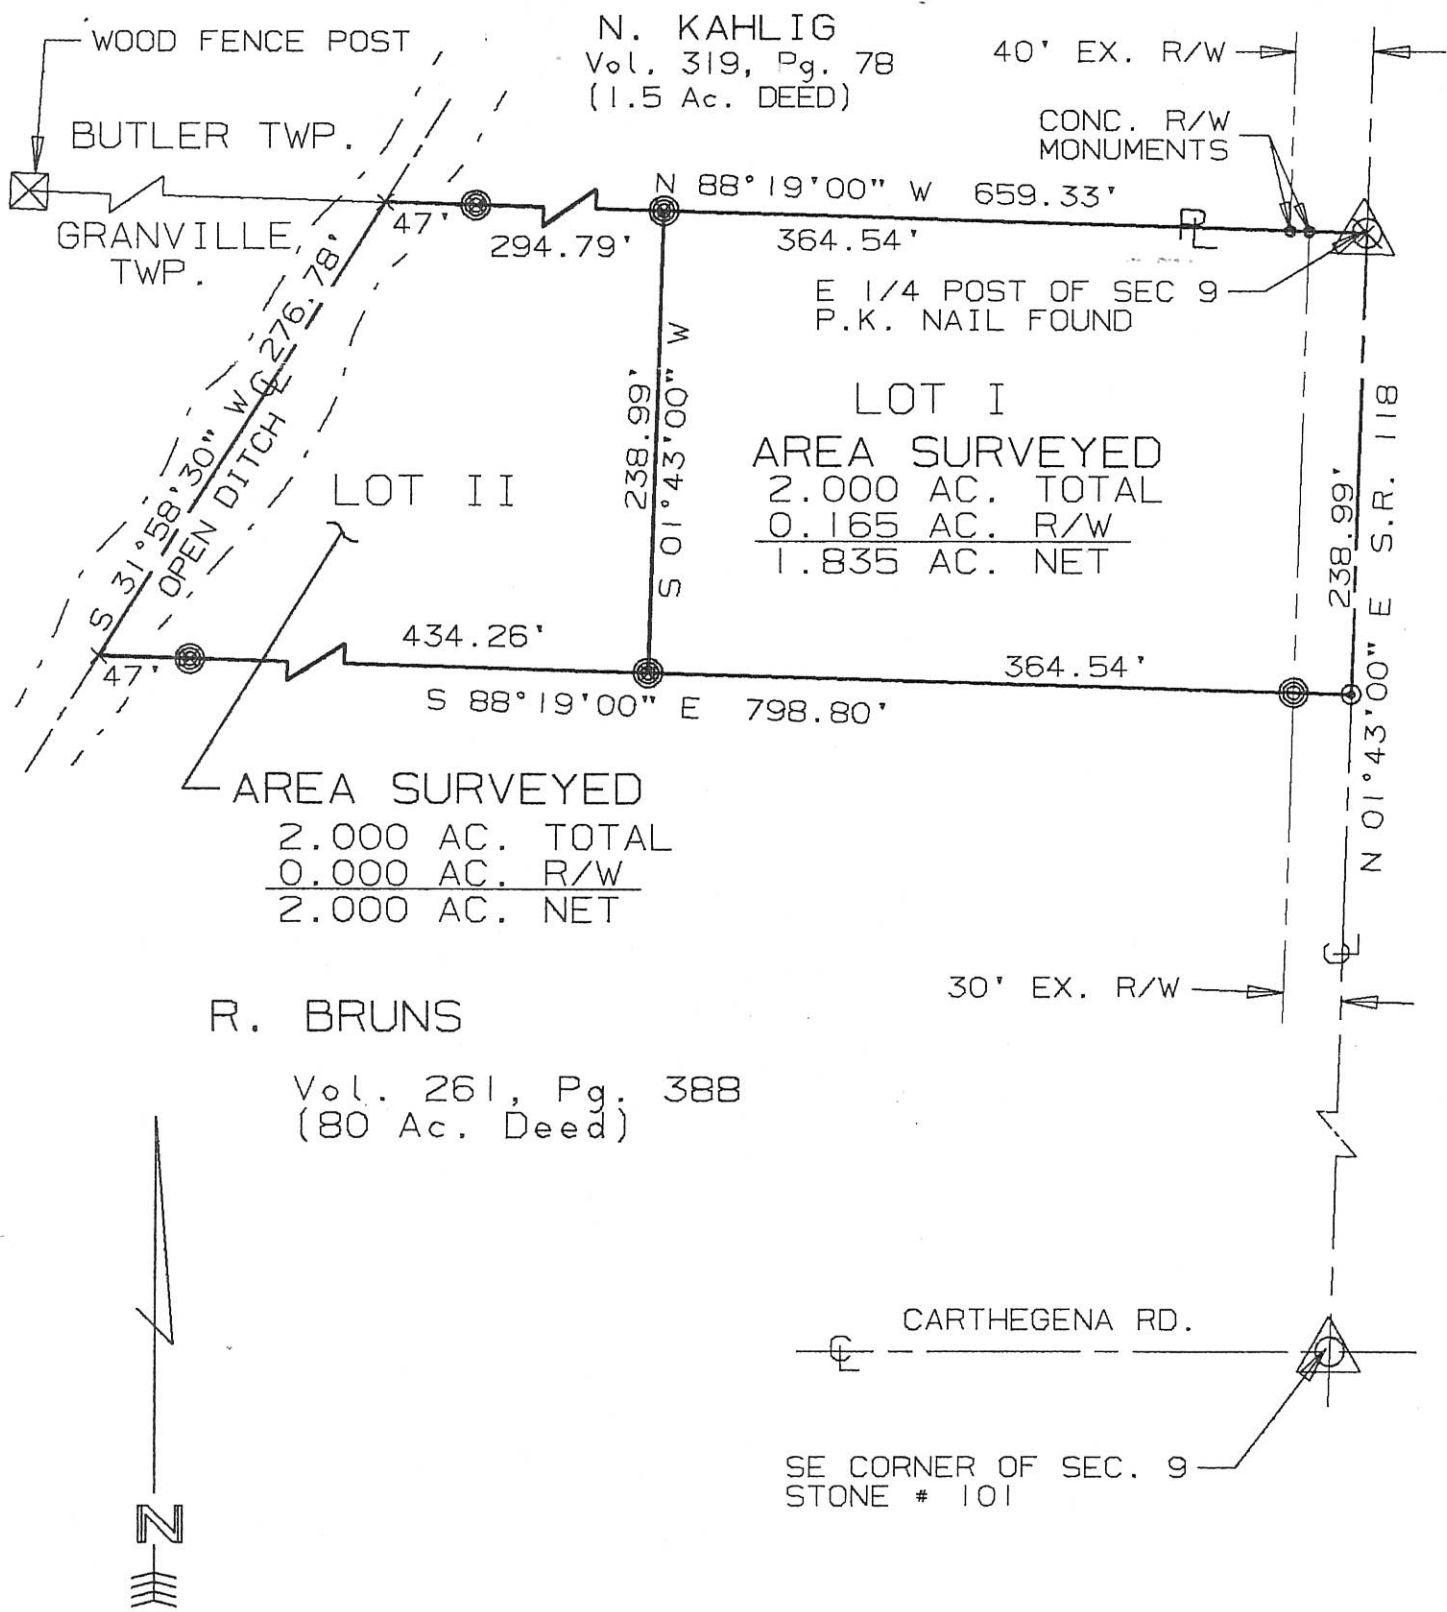 N. KAHLIG
Vol. 319, Pg. 78
(1.5 Ac. DEED)
WOOD FENCE POST
40' EX. R/W
CONC. R/W
MONUMENTS
BUTLER TWP.
GRANVILLE
TWP.
N 88°19'00" W 659.33'
47'
294.79'
364.54'
PL
E 1/4 POST OF SEC 9
P.K. NAIL FOUND
S 31°58'30" W 276.78'
CL
OPEN DITCH
LOT II
238.99'
S 01°43'00" W
LOT I
AREA SURVEYED
2.000 AC. TOTAL
0.165 AC. R/W
1.835 AC. NET
238.99'
N 01°43'00" E S.R. 118
47'
434.26'
364.54'
S 88°19'00" E 798.80'
AREA SURVEYED
2.000 AC. TOTAL
0.000 AC. R/W
2.000 AC. NET
CL
30' EX. R/W
R. BRUNS
Vol. 261, Pg. 388
(80 Ac. Deed)
CARTHEGENA RD.
CL
SE CORNER OF SEC. 9
STONE # 101
N